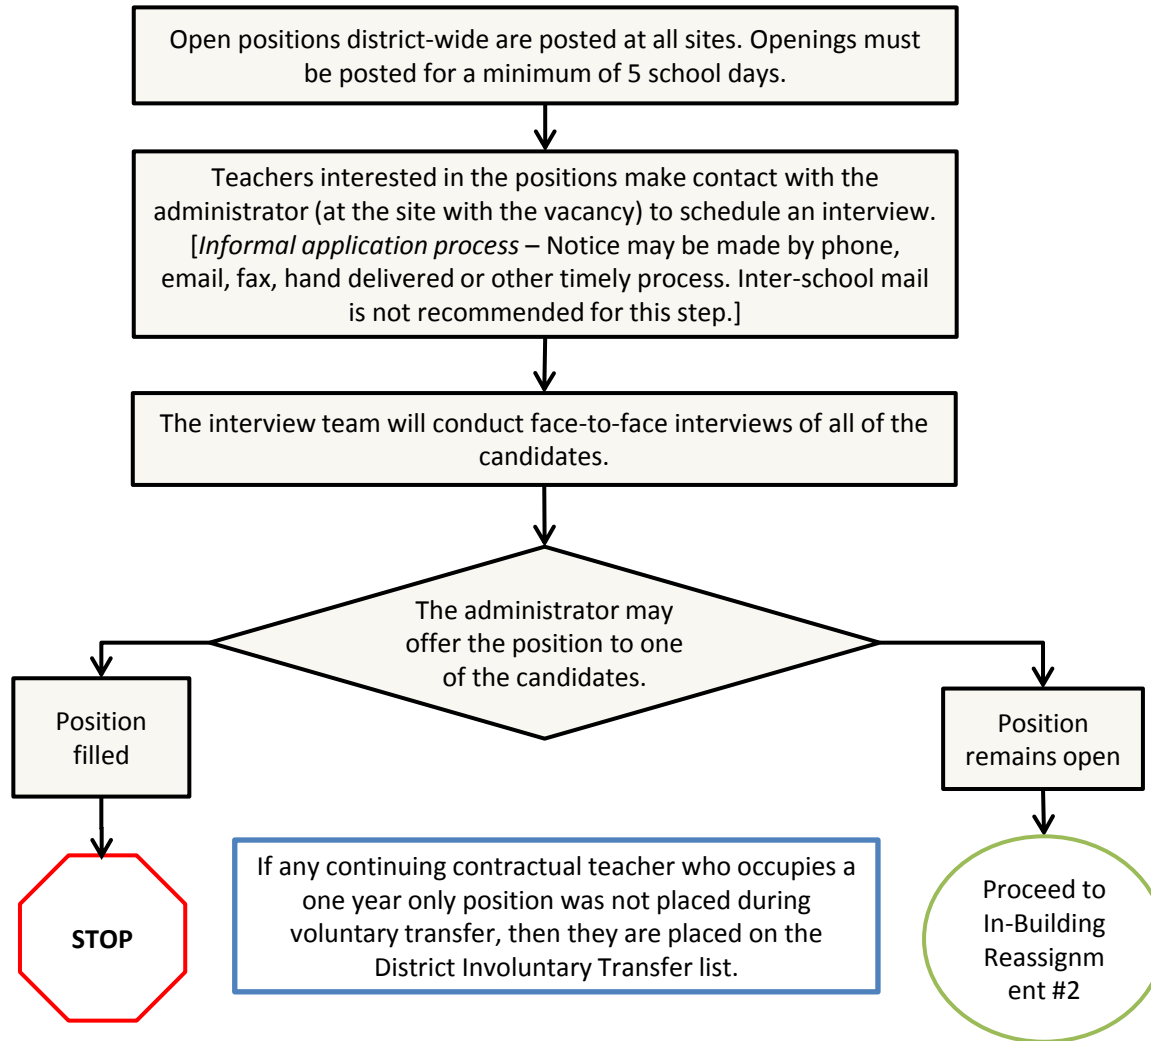 Open positions district-wide are posted at all sites. Openings must
be posted for a minimum of 5 school days.
Teachers interested in the positions make contact with the
administrator (at the site with the vacancy) to schedule an interview.
[Informal application process – Notice may be made by phone,
email, fax, hand delivered or other timely process. Inter-school mail
is not recommended for this step.]
The interview team will conduct face-to-face interviews of all of the
candidates.
The administrator may
offer the position to one
of the candidates.
Position
filled
Position
remains open
STOP
If any continuing contractual teacher who occupies a
one year only position was not placed during
voluntary transfer, then they are placed on the
District Involuntary Transfer list.
Proceed to
In-Building
Reassignm
ent #2